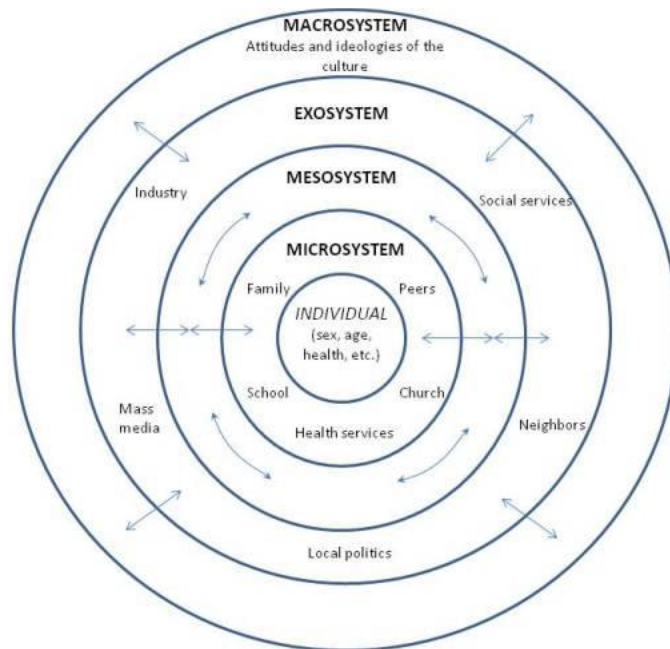 MACROSYSTEM
Attitudes and ideologies of the
culture
EXOSYSTEM
MESOSYSTEM
Industry
Social services
MICROSYSTEM
Family
Peers
INDIVIDUAL
(sex, age,
health, etc.)
School
Church
Mass
media
Neighbors
Health services
Local politics